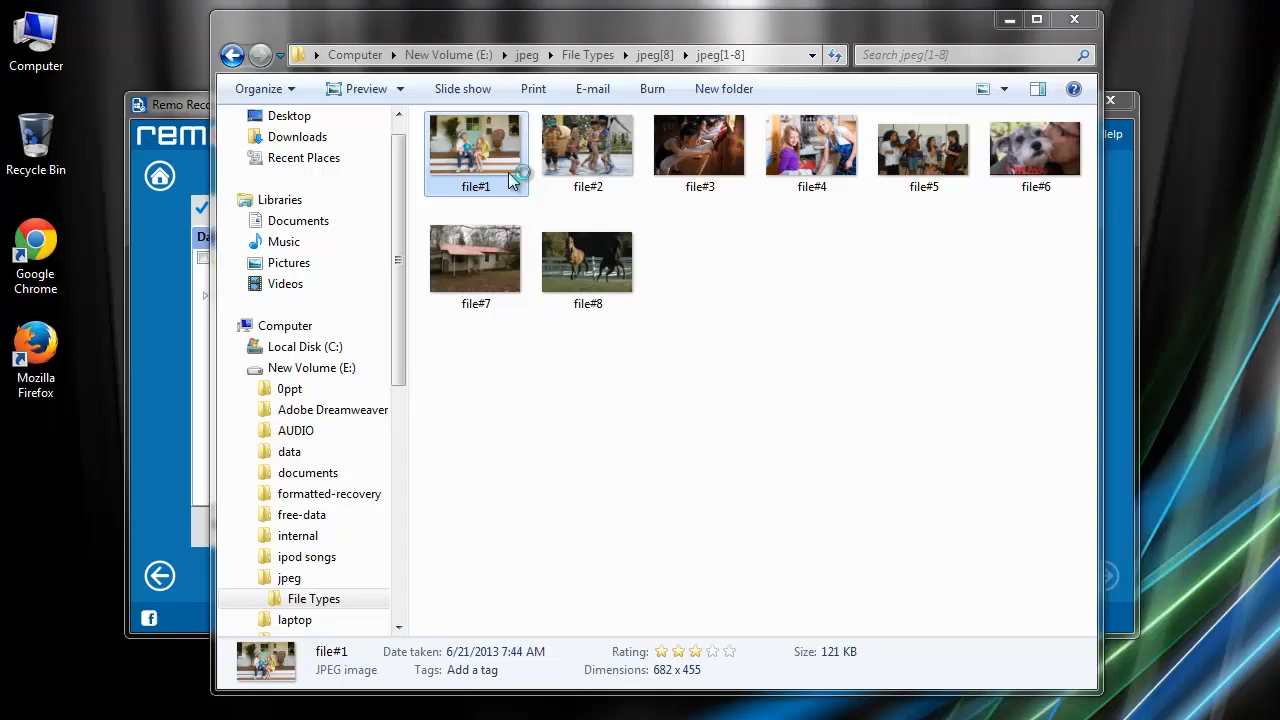 Computer
Recycle Bin
Google
Chrome
Mozilla
Firefox
Remo Reco
remo
Da
Help
Computer
New Volume (E:)
jpeg
File Types
jpeg[8]
jpeg[1-8]
Search jpeg[1-8]
Organize
Preview
Slide show
Print
E-mail
Burn
New folder
Desktop
Downloads
Recent Places
Libraries
Documents
Music
Pictures
Videos
Computer
Local Disk (C:)
New Volume (E:)
0ppt
Adobe Dreamweaver
AUDIO
data
documents
formatted-recovery
free-data
internal
ipod songs
jpeg
File Types
laptop
file#1
file#2
file#3
file#4
file#5
file#6
file#7
file#8
file#1
Date taken: 6/21/2013 7:44 AM
Rating:
Size: 121 KB
JPEG image
Tags: Add a tag
Dimensions: 682 x 455